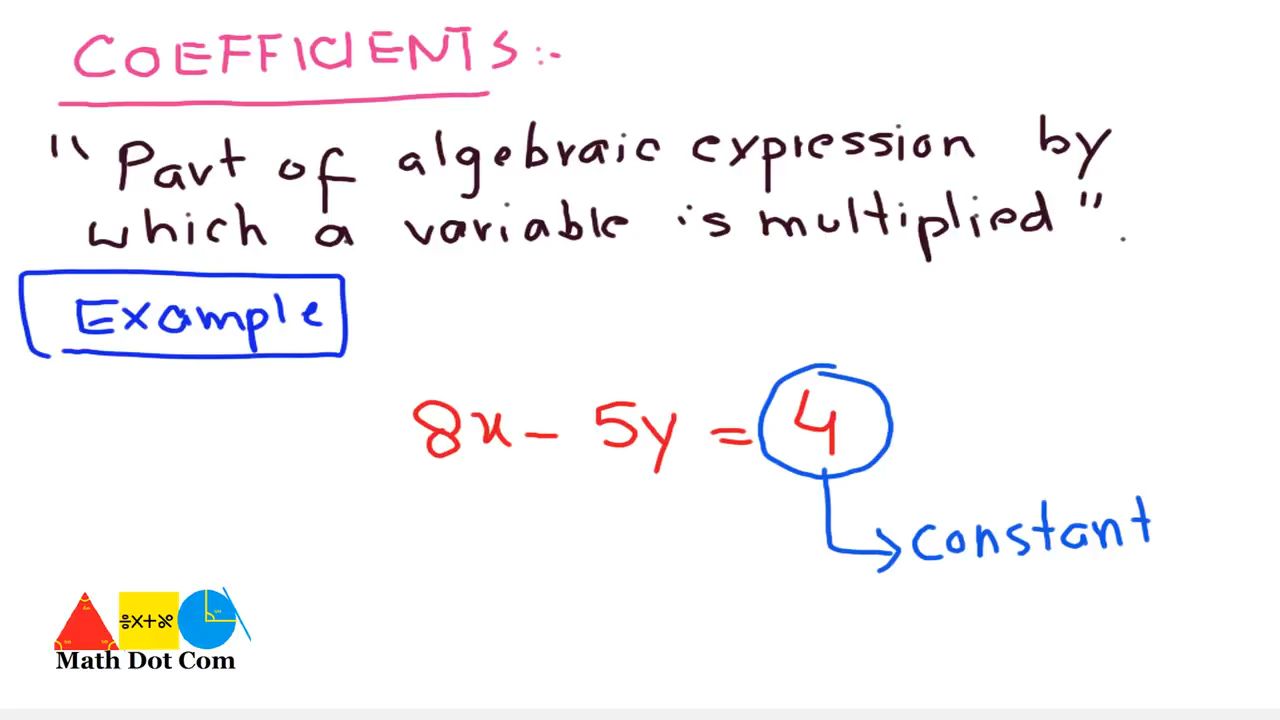 COEFFICIENTS:-
"Part of algebraic expression by
which a variable is multiplied".
Example
8x - 5y = 4
constant
÷x+%
Math Dot Com